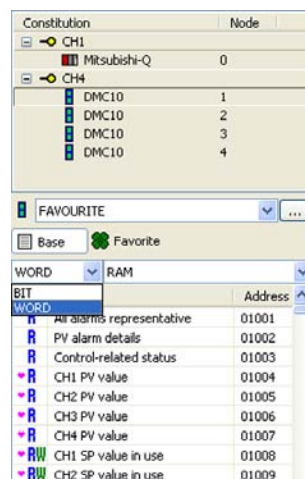 Constitution Node
CH1
Mitsubishi-Q 0
CH4
DMC10 1
DMC10 2
DMC10 3
DMC10 4
FAVOURITE ...
Base Favorite
WORD RAM
BIT
WORD Address
R All alarms representative 01001
R PV alarm details 01002
R Control-related status 01003
R CH1 PV value 01004
R CH2 PV value 01005
R CH3 PV value 01006
R CH4 PV value 01007
RW CH1 SP value in use 01008
RW CH2 SP value in use 01009